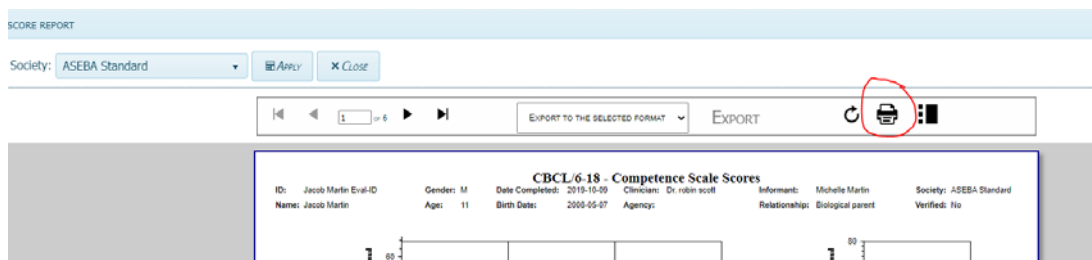 SCORE REPORT
Society: ASEBA Standard APPLY CLOSE
1 OF 6 EXPORT TO THE SELECTED FORMAT EXPORT
CBCL/6-18 - Competence Scale Scores
ID: Jacob Martin Eval-ID Gender: M Date Completed: 2019-10-09 Clinician: Dr. robin scott Informant: Michelle Martin Society: ASEBA Standard
Name: Jacob Martin Age: 11 Birth Date: 2008-05-07 Agency: Relationship: Biological parent Verified: No
60 80